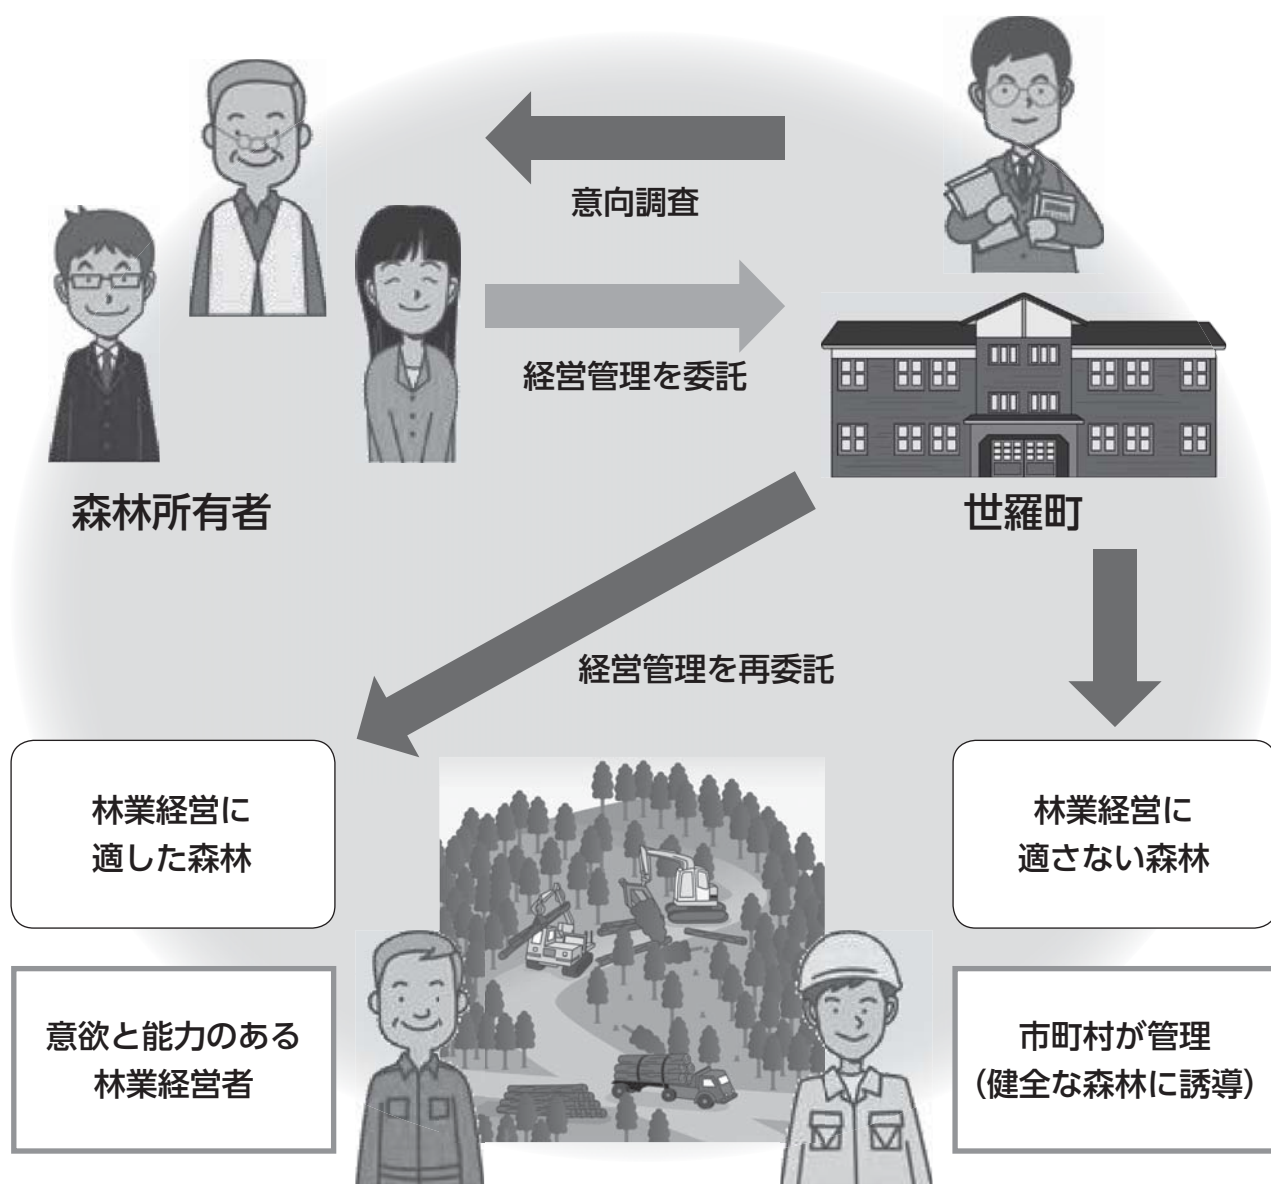 意向調査
経営管理を委託
森林所有者
世羅町
経営管理を再委託
林業経営に
適した森林
林業経営に
適さない森林
意欲と能力のある
林業経営者
市町村が管理
(健全な森林に誘導)